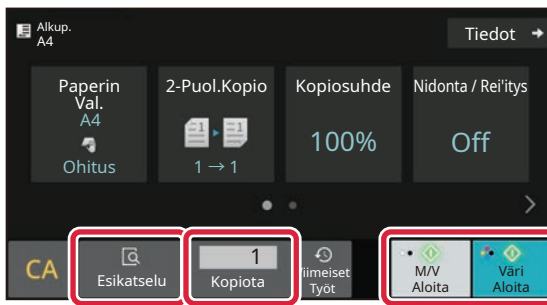 Alkup.
A4
Tiedot
Paperin
Val.
A4
Ohitus
2-Puol.Kopio
1 → 1
Kopiosuhde
100%
Nidonta / Rei'itys
Off
CA
Esikatselu
1
Kopiota
Viimeiset
Työt
M/V
Aloita
Väri
Aloita